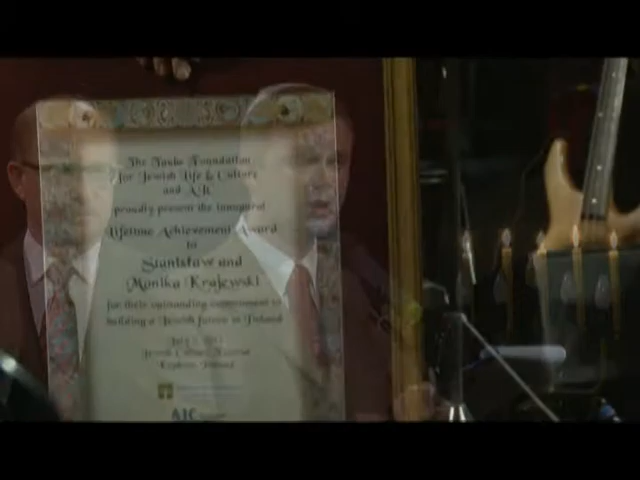 The Taube Foundation
for Jewish Life & Culture
and AJC
proudly present the inaugural
Lifetime Achievement Award
to
Stanisław and
Monika Krajewski
for their outstanding commitment to
building a Jewish future in Poland
July
Jewish Culture Festival
Poland
AJC